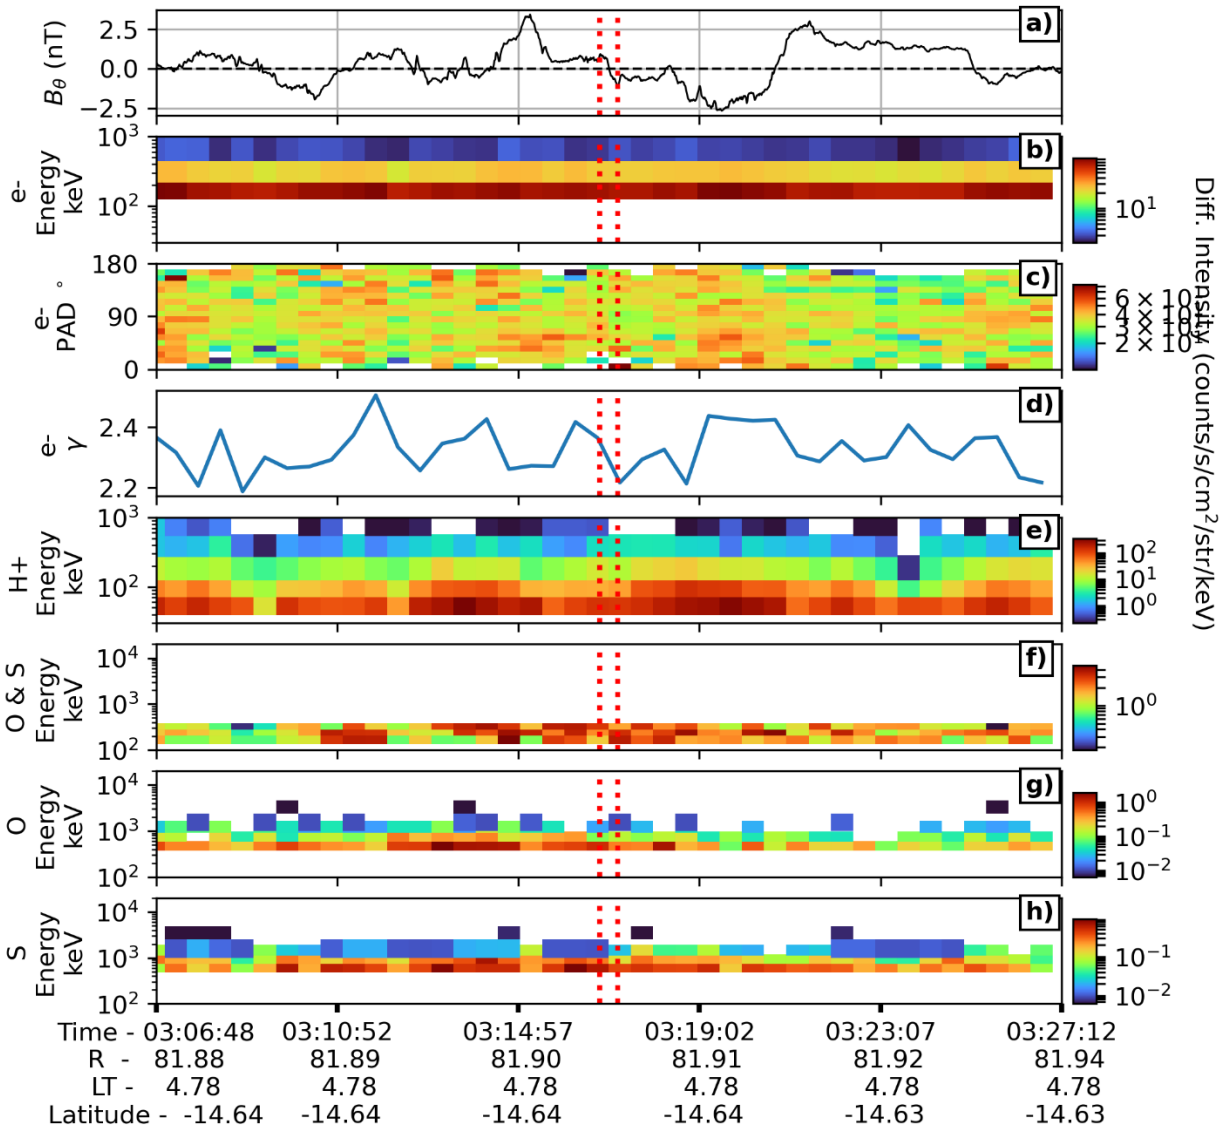 a)
2.5
0.0
−2.5
Bθ (nT)
b)
10³
10²
e-
Energy
keV
10¹
c)
180
90
0
e-
PAD °
6 × 10
4 × 10
3 × 10
2 × 10
d)
2.4
2.2
e-
γ
e)
10³
10²
H+
Energy
keV
10²
10¹
10⁰
f)
10⁴
10³
10²
O & S
Energy
keV
10⁰
g)
10⁴
10³
10²
O
Energy
keV
10⁰
10⁻¹
10⁻²
h)
10⁴
10³
10²
S
Energy
keV
10⁻¹
10⁻²
Diff. Intensity (counts/s/cm²/str/keV)
Time - 03:06:48 03:10:52 03:14:57 03:19:02 03:23:07 03:27:12
R - 81.88 81.89 81.90 81.91 81.92 81.94
LT - 4.78 4.78 4.78 4.78 4.78 4.78
Latitude - -14.64 -14.64 -14.64 -14.64 -14.63 -14.63